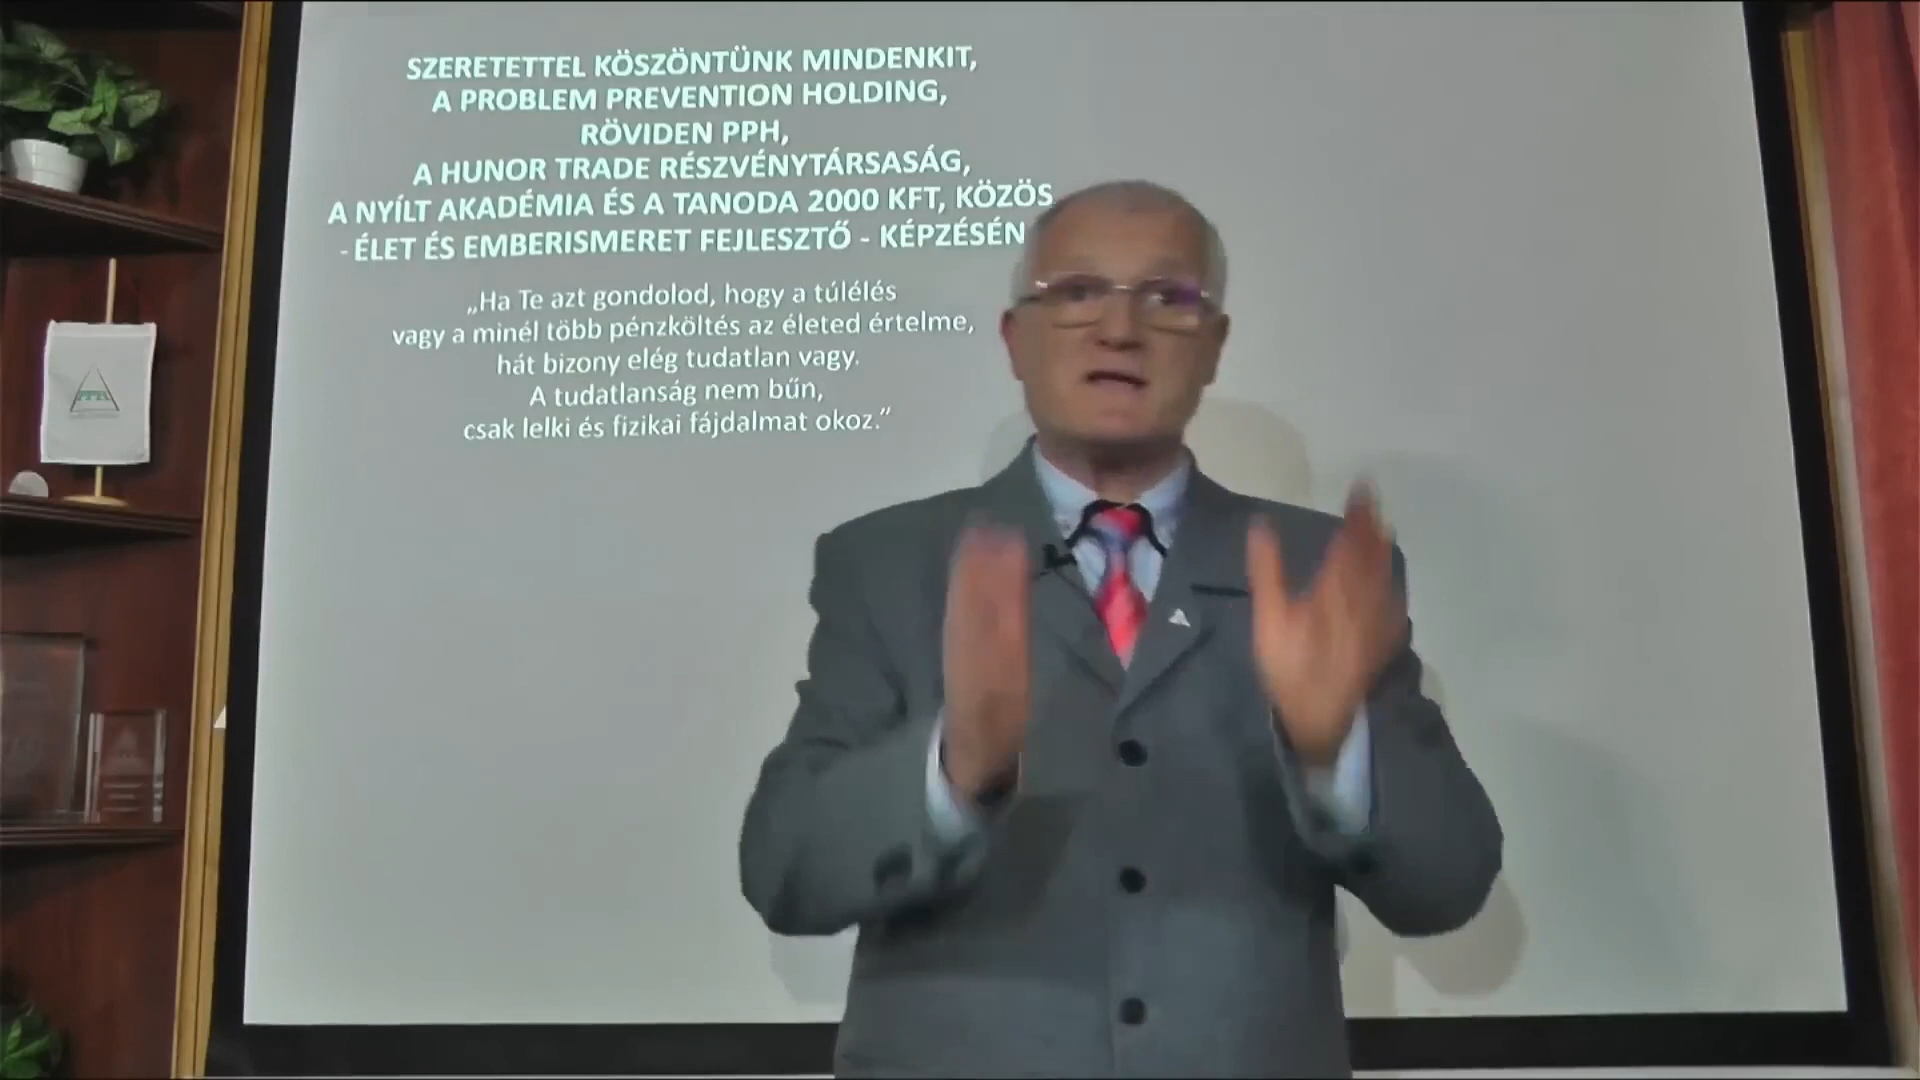 SZERETETTEL KÖSZÖNTÜNK MINDENKIT,
A PROBLEM PREVENTION HOLDING,
RÖVIDEN PPH,
A HUNOR TRADE RÉSZVÉNYTÁRSASÁG,
A NYÍLT AKADÉMIA ÉS A TANODA 2000 KFT, KÖZÖS
- ÉLET ÉS EMBERISMERET FEJLESZTŐ - KÉPZÉSÉN
„Ha Te azt gondolod, hogy a túlélés
vagy a minél több pénzköltés az életed értelme,
hát bizony elég tudatlan vagy.
A tudatlanság nem bűn,
csak lelki és fizikai fájdalmat okoz.”
PPH